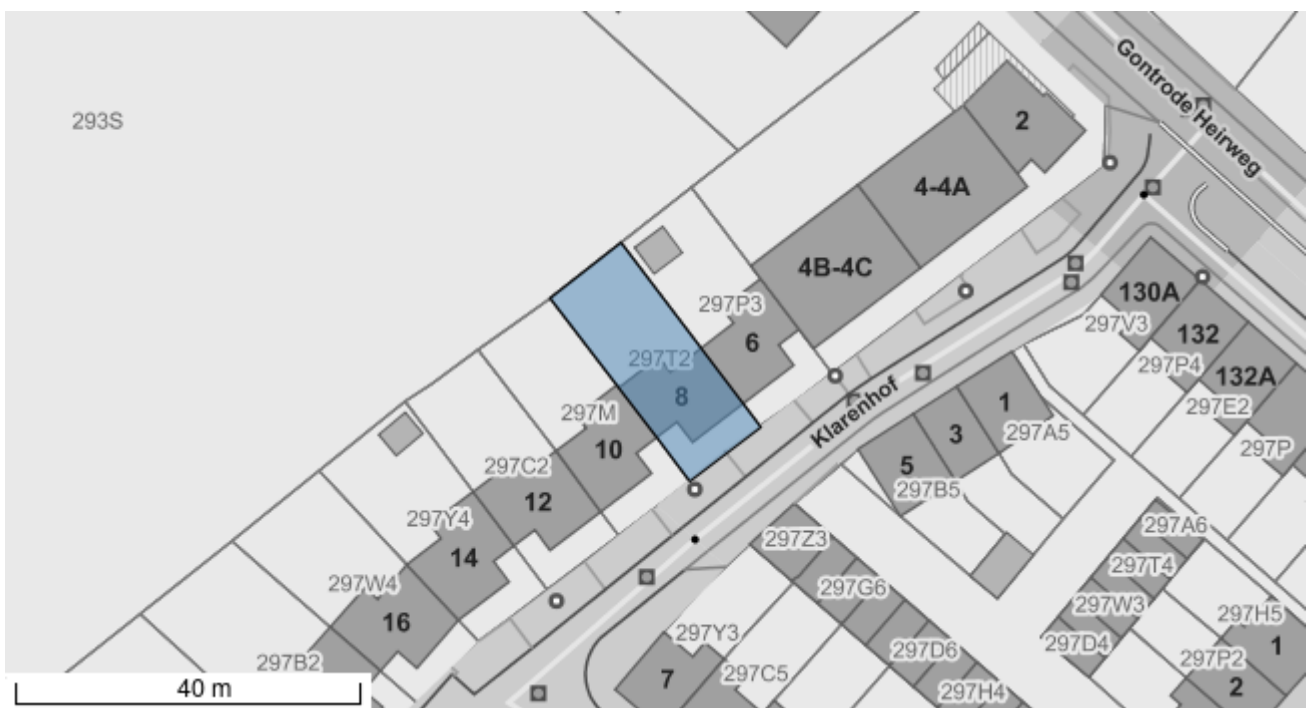 Gontrode Heirweg
293S
2
4-4A
4B-4C
130A
297P3
297V3
132
6
297T2
297P4
132A
8
297E2
Klarenhof
1
297M
3
297A5
297P
10
5
297C2
297B5
12
297Y4
297A6
297Z3
14
297T4
297W4
297G6
297W3
297H5
16
297Y3
297D6
297D4
1
297B2
297P2
297C5
7
297H4
2
40 m